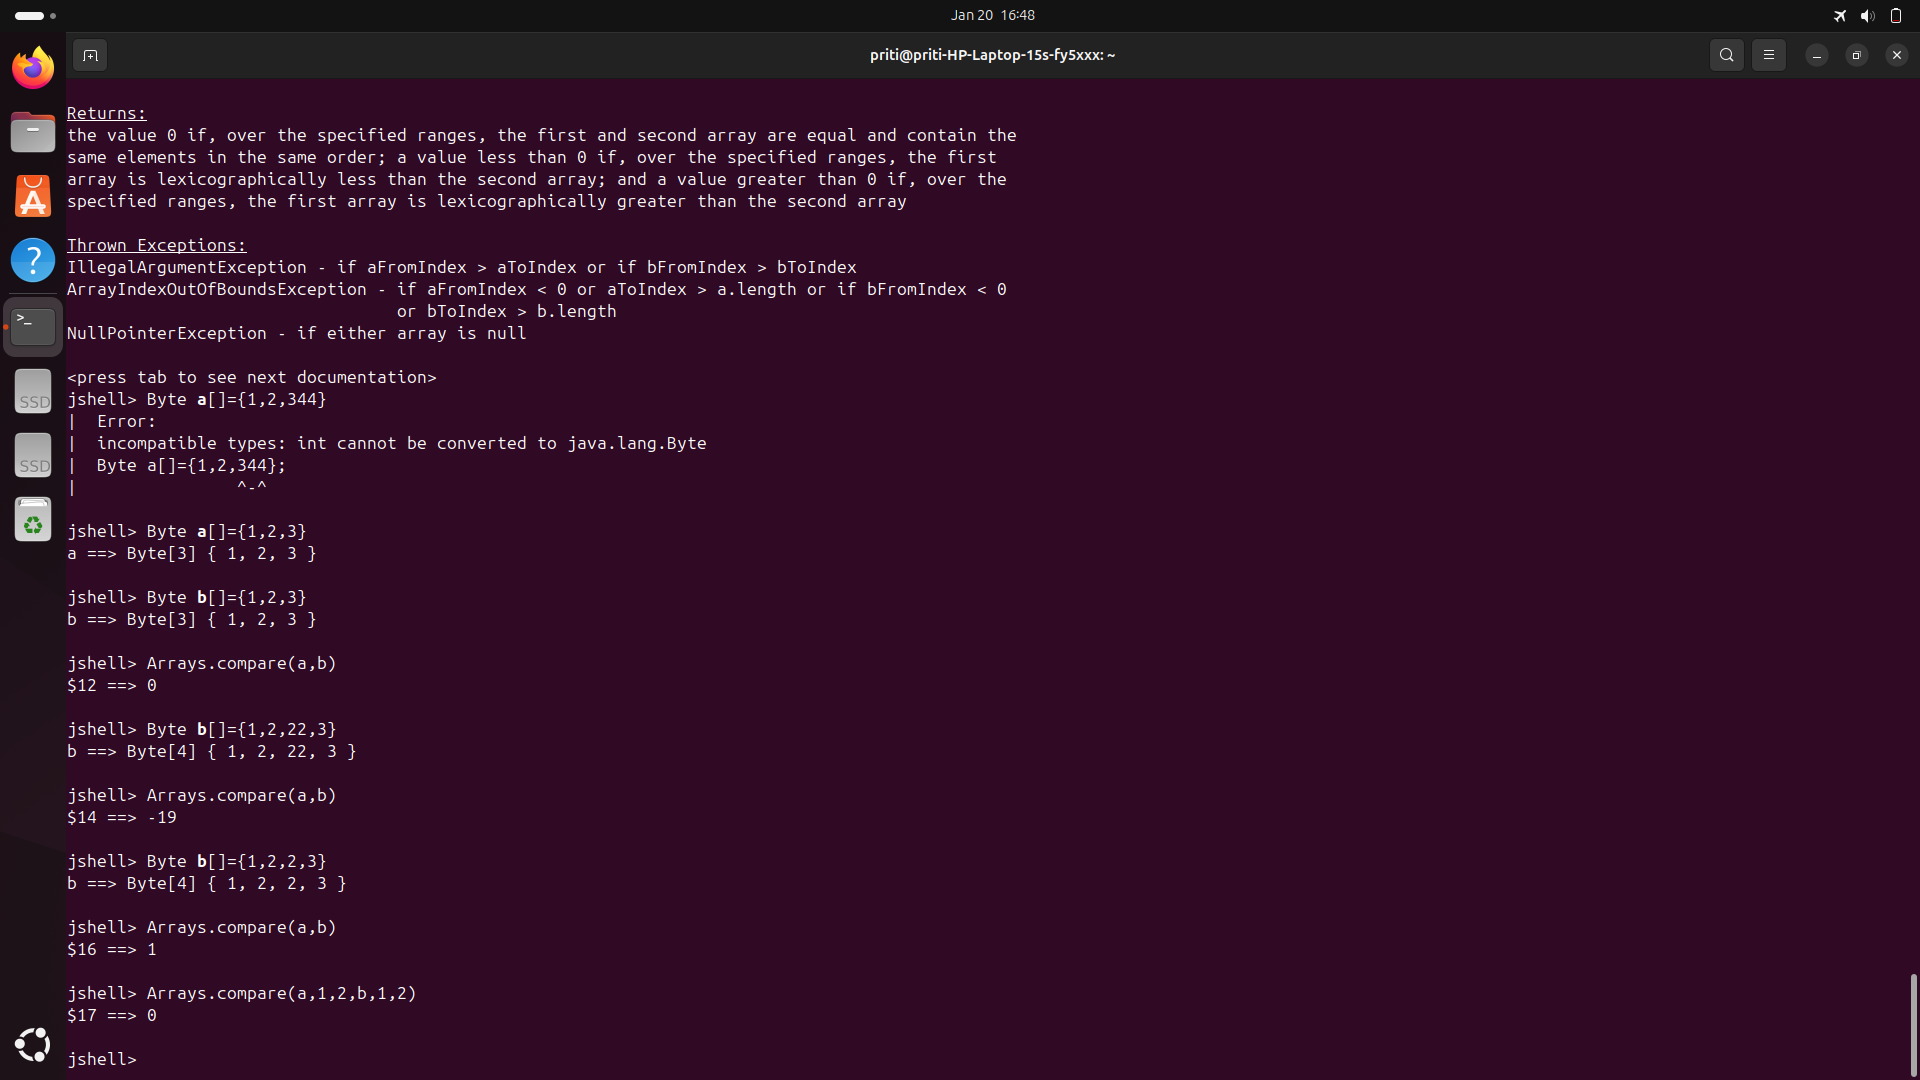 Jan 20 16:48
priti@priti-HP-Laptop-15s-fy5xxx: ~
Returns:
the value 0 if, over the specified ranges, the first and second array are equal and contain the
same elements in the same order; a value less than 0 if, over the specified ranges, the first
array is lexicographically less than the second array; and a value greater than 0 if, over the
specified ranges, the first array is lexicographically greater than the second array
Thrown Exceptions:
IllegalArgumentException - if aFromIndex > aToIndex or if bFromIndex > bToIndex
ArrayIndexOutOfBoundsException - if aFromIndex < 0 or aToIndex > a.length or if bFromIndex < 0
or bToIndex > b.length
NullPointerException - if either array is null
<press tab to see next documentation>
jshell> Byte a[]={1,2,344}
|  Error:
|  incompatible types: int cannot be converted to java.lang.Byte
|  Byte a[]={1,2,344};
|                ^-^
jshell> Byte a[]={1,2,3}
a ==> Byte[3] { 1, 2, 3 }
jshell> Byte b[]={1,2,3}
b ==> Byte[3] { 1, 2, 3 }
jshell> Arrays.compare(a,b)
$12 ==> 0
jshell> Byte b[]={1,2,22,3}
b ==> Byte[4] { 1, 2, 22, 3 }
jshell> Arrays.compare(a,b)
$14 ==> -19
jshell> Byte b[]={1,2,2,3}
b ==> Byte[4] { 1, 2, 2, 3 }
jshell> Arrays.compare(a,b)
$16 ==> 1
jshell> Arrays.compare(a,1,2,b,1,2)
$17 ==> 0
jshell>
SSD
SSD